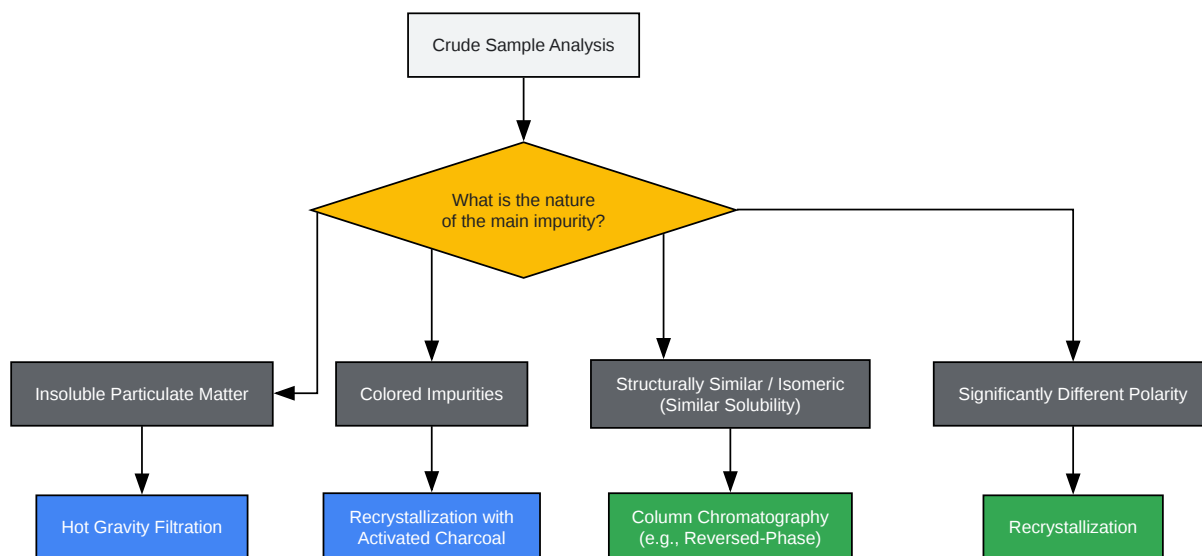 Crude Sample Analysis
What is the nature
of the main impurity?
Insoluble Particulate Matter
Colored Impurities
Structurally Similar / Isomeric
(Similar Solubility)
Significantly Different Polarity
Hot Gravity Filtration
Recrystallization with
Activated Charcoal
Column Chromatography
(e.g., Reversed-Phase)
Recrystallization